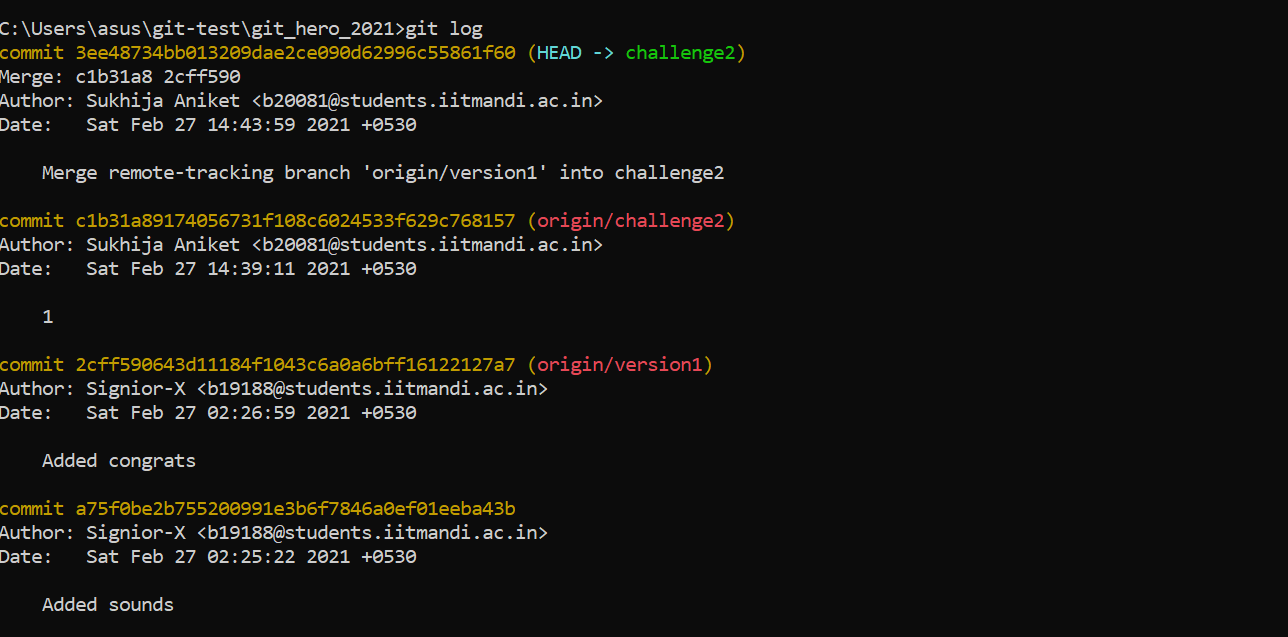 C:\Users\asus\git-test\git_hero_2021>git log
commit 3ee48734bb013209dae2ce090d62996c55861f60 (HEAD -> challenge2)
Merge: c1b31a8 2cff590
Author: Sukhija Aniket <b20081@students.iitmandi.ac.in>
Date:   Sat Feb 27 14:43:59 2021 +0530
    Merge remote-tracking branch 'origin/version1' into challenge2
commit c1b31a89174056731f108c6024533f629c768157 (origin/challenge2)
Author: Sukhija Aniket <b20081@students.iitmandi.ac.in>
Date:   Sat Feb 27 14:39:11 2021 +0530
    1
commit 2cff590643d11184f1043c6a0a6bff16122127a7 (origin/version1)
Author: Signior-X <b19188@students.iitmandi.ac.in>
Date:   Sat Feb 27 02:26:59 2021 +0530
    Added congrats
commit a75f0be2b755200991e3b6f7846a0ef01eeba43b
Author: Signior-X <b19188@students.iitmandi.ac.in>
Date:   Sat Feb 27 02:25:22 2021 +0530
    Added sounds